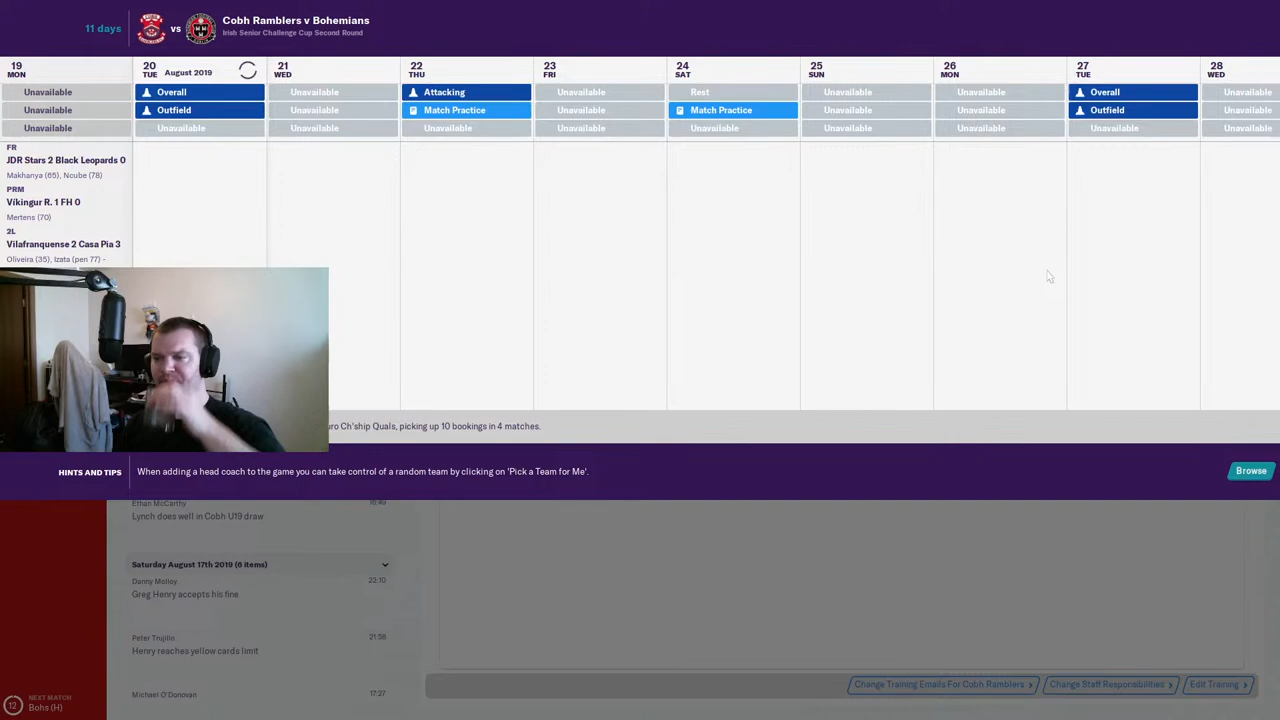 11 days
vs
Cobh Ramblers v Bohemians
Irish Senior Challenge Cup Second Round
19 MON
20 TUE August 2019
21 WED
22 THU
23 FRI
24 SAT
25 SUN
26 MON
27 TUE
28 WED
Unavailable Overall Unavailable Attacking Unavailable Rest Unavailable Unavailable Overall Unavailable
Unavailable Outfield Unavailable Match Practice Unavailable Match Practice Unavailable Unavailable Outfield Unavailable
Unavailable Unavailable Unavailable Unavailable Unavailable Unavailable Unavailable Unavailable Unavailable Unavailable
FR
JDR Stars 2 Black Leopards 0
Makhanya (65), Ncube (78)
PRM
Víkingur R. 1 FH 0
Mertens (70)
2L
Vilafranquense 2 Casa Pia 3
Oliveira (35), Izata (pen 77) -
uro Ch'ship Quals, picking up 10 bookings in 4 matches.
HINTS AND TIPS
When adding a head coach to the game you can take control of a random team by clicking on 'Pick a Team for Me'.
Browse
Ethan McCarthy
Lynch does well in Cobh U19 draw
Saturday August 17th 2019 (6 items)
Danny Molloy 22:10
Greg Henry accepts his fine
Peter Trujillo 21:58
Henry reaches yellow cards limit
Michael O'Donovan 17:27
Change Training Emails For Cobh Ramblers
Change Staff Responsibilities
Edit Training
12
NEXT MATCH
Bohs (H)